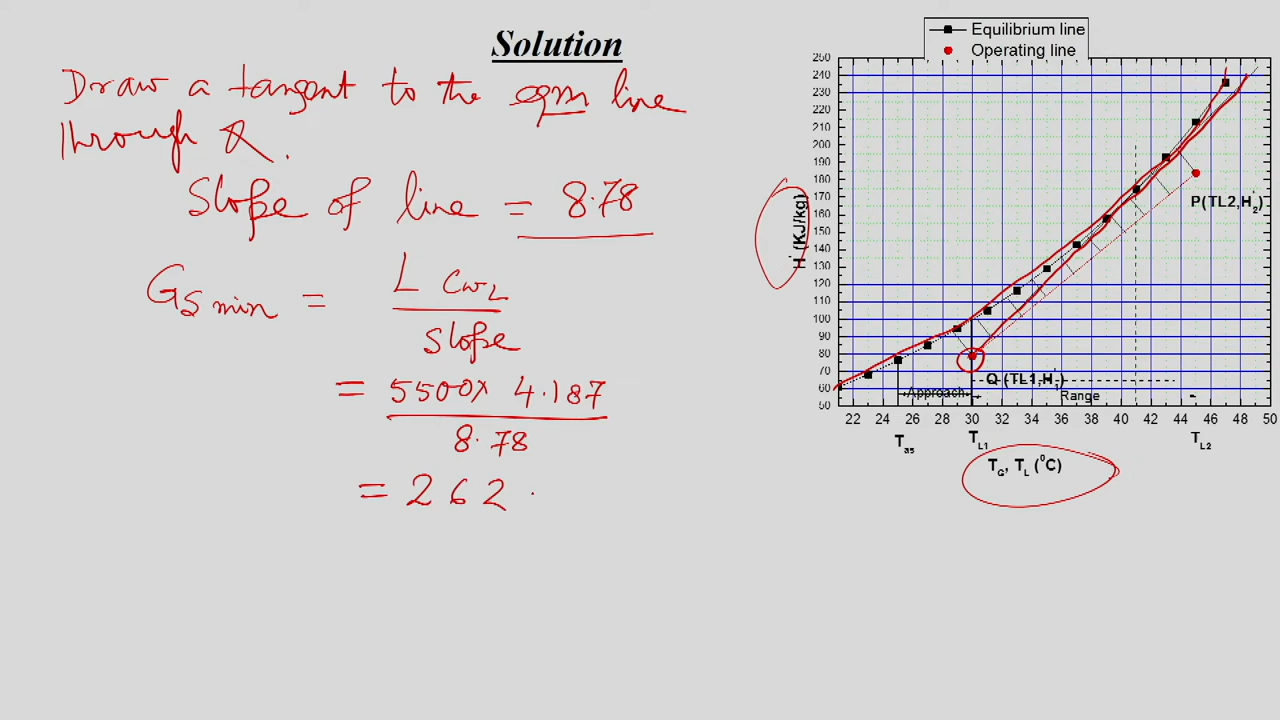 Solution
Draw a tangent to the eqm line
through Q.
Slope of line = 8.78
Gs min = L CWL
slope
= 5500 x 4.187
8.78
= 262.
Equilibrium line
Operating line
250
240
230
220
210
200
190
180
170
160
150
140
130
120
110
100
90
80
70
60
50
H' (KJ/kg)
P(TL2,H'2)
Q (TL1,H'1)
Approach
Range
22 24 26 28 30 32 34 36 38 40 42 44 46 48 50
Tas TL1 TL2
TG, TL (0C)